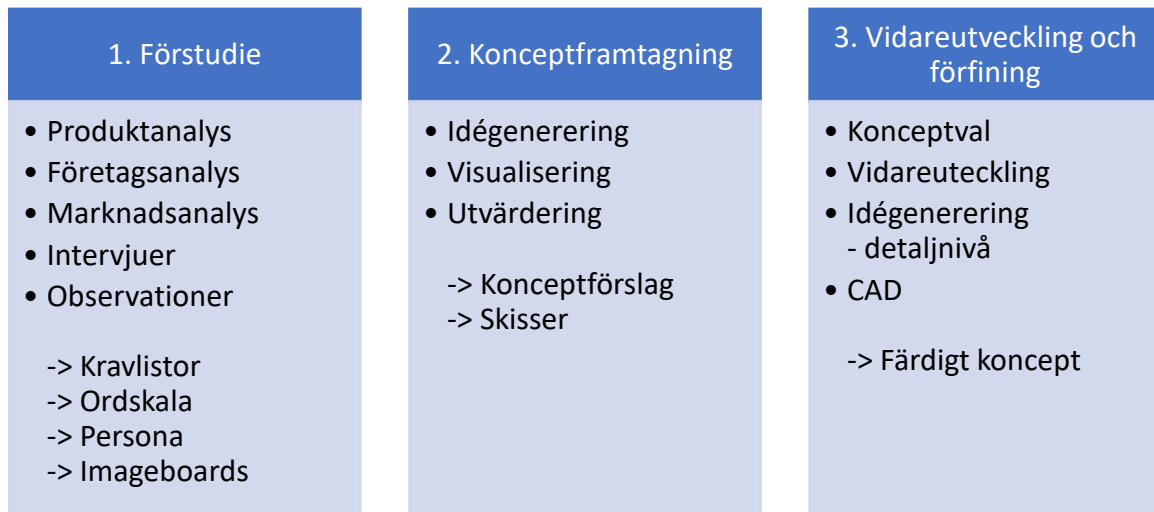 1. Förstudie
• Produktanalys
• Företagsanalys
• Marknadsanalys
• Intervjuer
• Observationer
-> Kravlistor
-> Ordskala
-> Persona
-> Imageboards
2. Konceptframtagning
• Idégenerering
• Visualisering
• Utvärdering
-> Konceptförslag
-> Skisser
3. Vidareutveckling och
förfining
• Konceptval
• Vidareuteckling
• Idégenerering
- detaljnivå
• CAD
-> Färdigt koncept